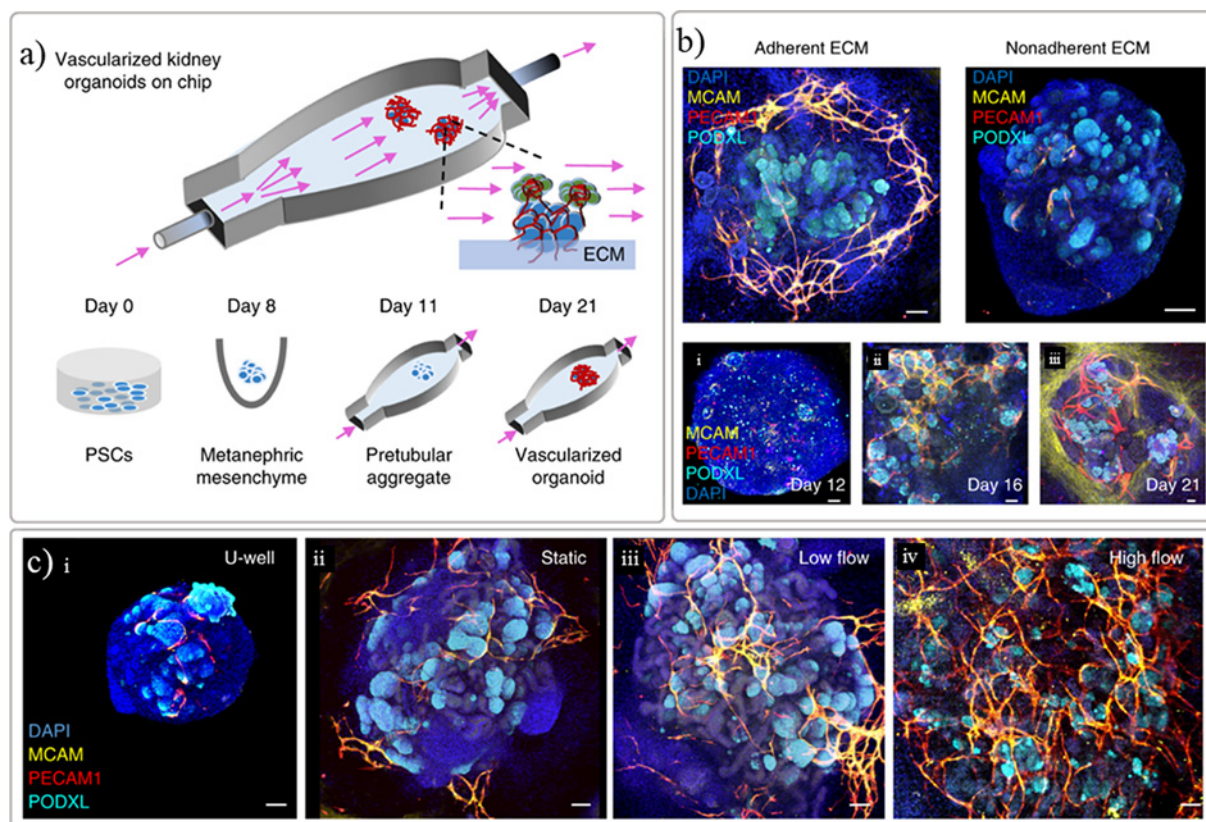 a)
Vascularized kidney
organoids on chip
ECM
Day 0
Day 8
Day 11
Day 21
PSCs
Metanephric
mesenchyme
Pretubular
aggregate
Vascularized
organoid
b)
Adherent ECM
DAPI
MCAM
PECAM1
PODXL
Nonadherent ECM
DAPI
MCAM
PECAM1
PODXL
i
MCAM
PECAM1
PODXL
DAPI
Day 12
ii
Day 16
iii
Day 21
c) i
U-well
DAPI
MCAM
PECAM1
PODXL
ii
Static
iii
Low flow
iv
High flow